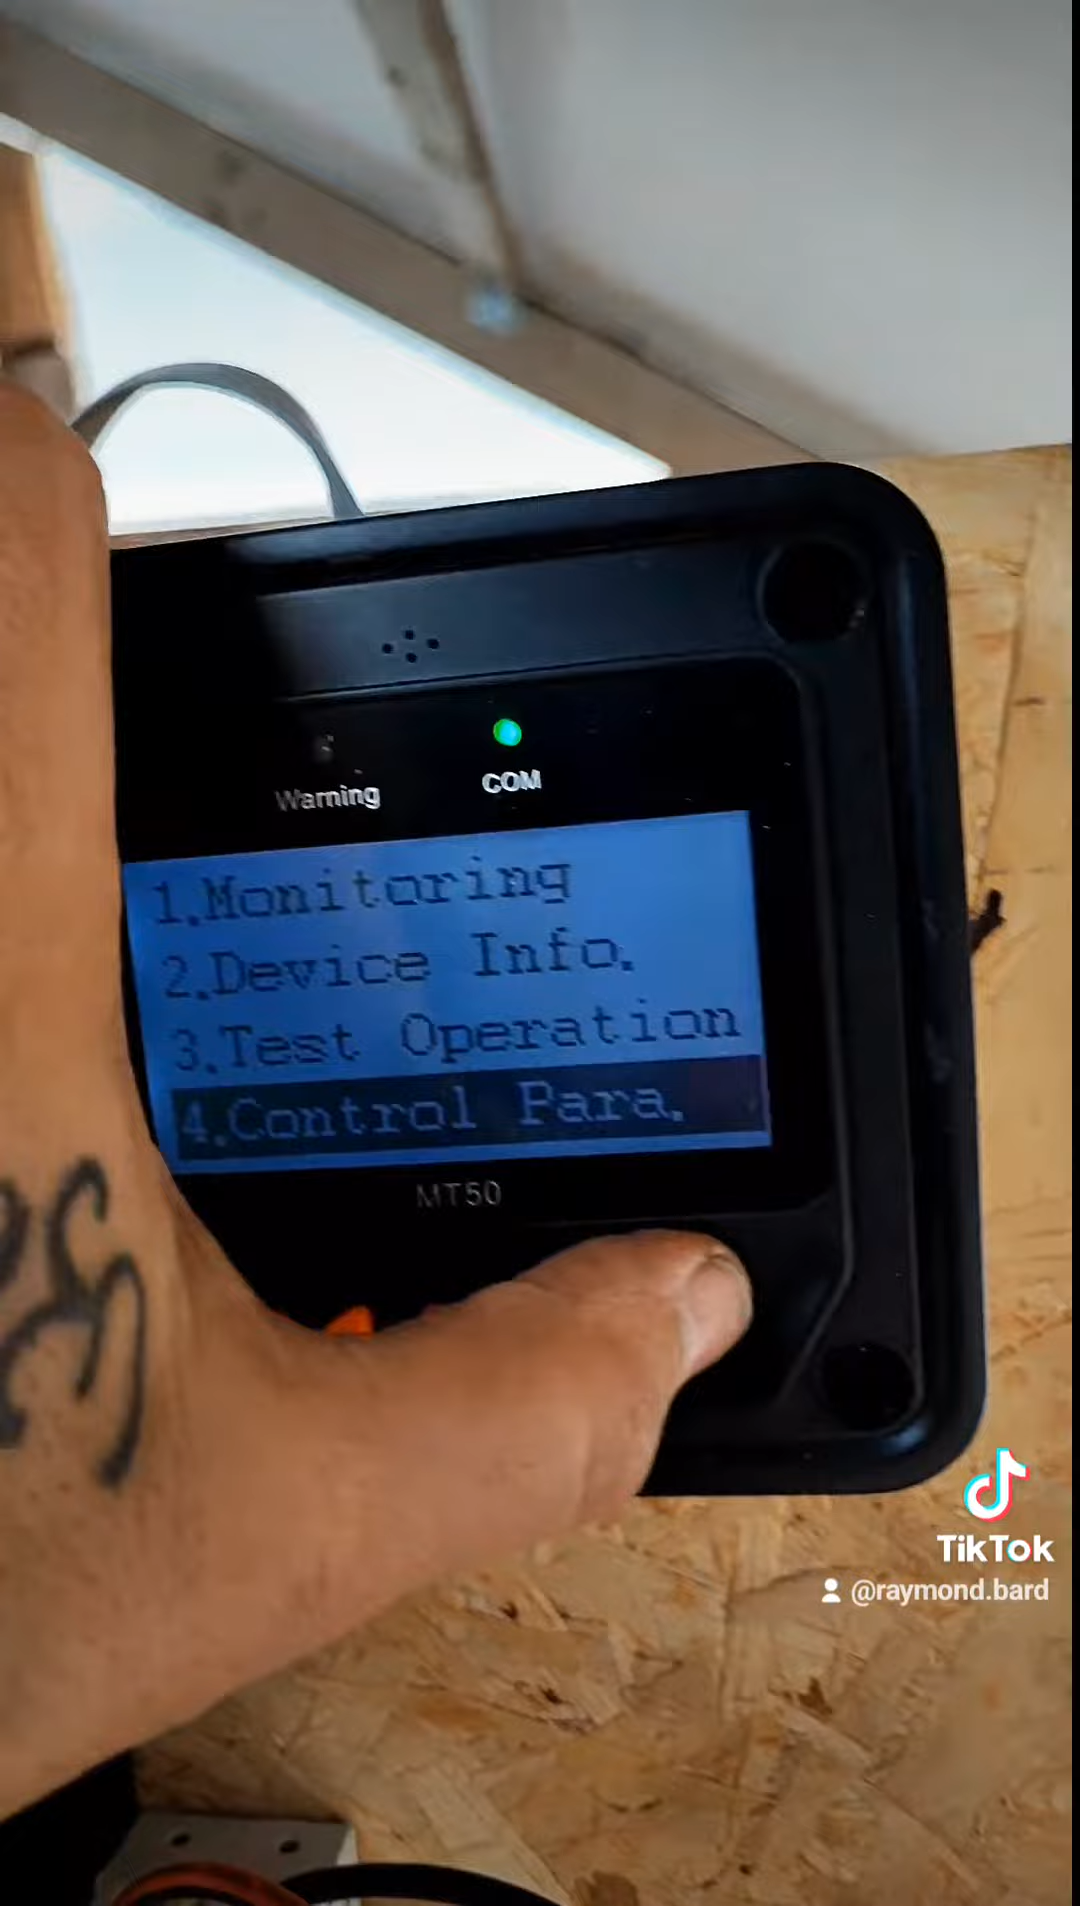 Warning
COM
1.Monitoring
2.Device Info.
3.Test Operation
4.Control Para.
MT50
TikTok
@raymond.bard